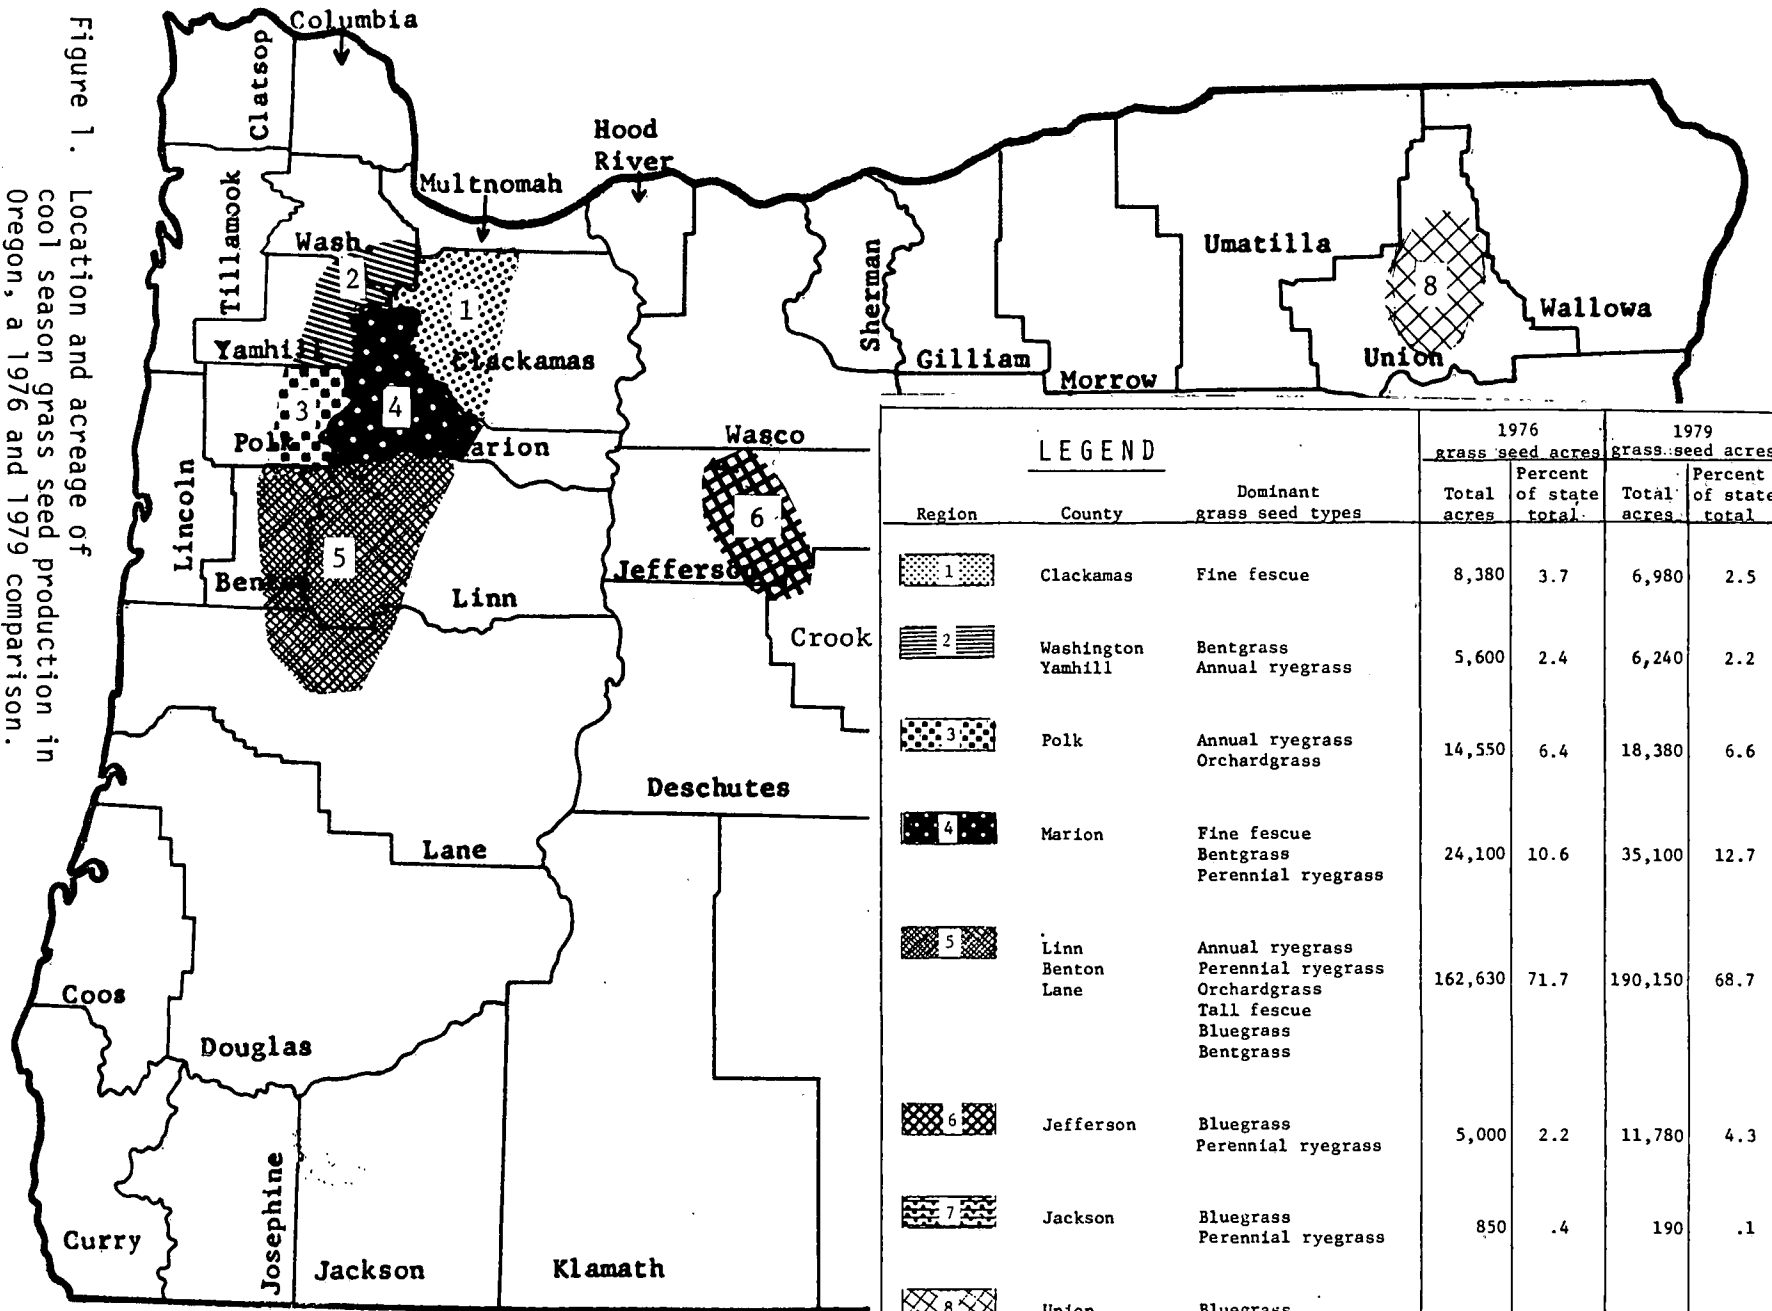 Figure 1. Location and acreage of
cool season grass seed production in
Oregon, a 1976 and 1979 comparison.
Columbia
Clatsop
Hood
River
Multnomah
Tillamook
Wash
2
1
Sherman
Umatilla
8
Wallowa
Yamhill
Clackamas
Gilliam
Union
Morrow
3
4
Polk
arion
Wasco
Lincoln
5
6
Jefferso
Benton
Linn
Crook
Deschutes
Lane
Coos
Douglas
Curry
Josephine
Jackson
Klamath
LEGEND
1976
grass seed acres
1979
grass seed acres
Region
County
Dominant
grass seed types
Total
acres
Percent
of state
total
Total
acres
Percent
of state
total
1 Clackamas Fine fescue 8,380 3.7 6,980 2.5
2 Washington Bentgrass
Yamhill Annual ryegrass 5,600 2.4 6,240 2.2
3 Polk Annual ryegrass
Orchardgrass 14,550 6.4 18,380 6.6
4 Marion Fine fescue
Bentgrass 24,100 10.6 35,100 12.7
Perennial ryegrass
5 Linn Annual ryegrass
Benton Perennial ryegrass
Lane Orchardgrass 162,630 71.7 190,150 68.7
Tall fescue
Bluegrass
Bentgrass
6 Jefferson Bluegrass
Perennial ryegrass 5,000 2.2 11,780 4.3
7 Jackson Bluegrass
Perennial ryegrass 850 .4 190 .1
8 Union Bluegrass